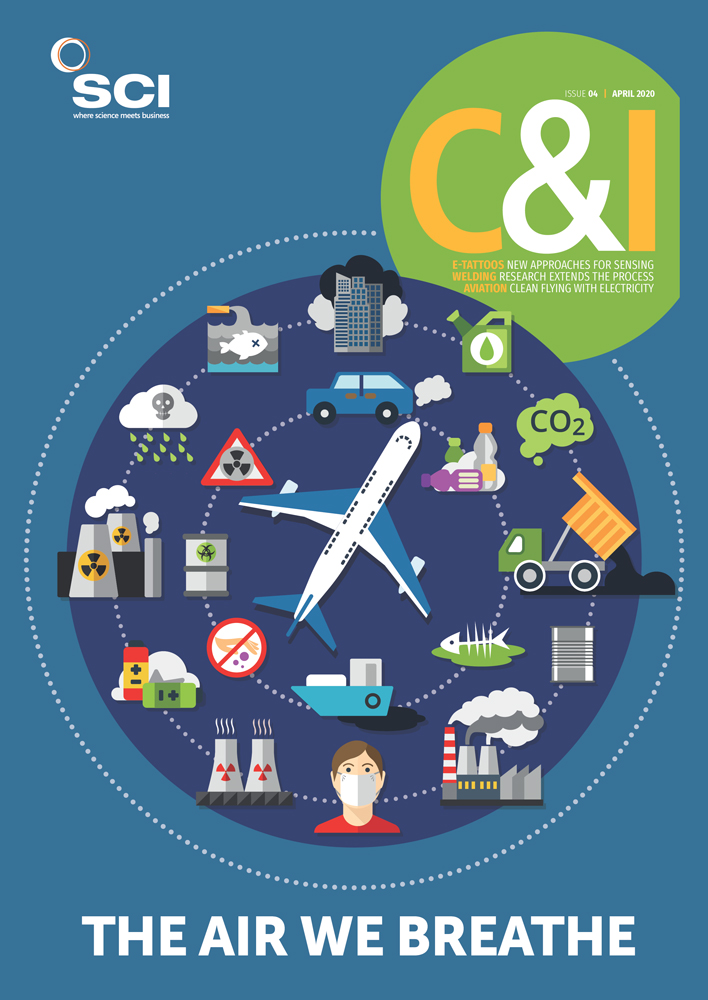 SCI
where science meets business
ISSUE 04 | APRIL 2020
C&I
E-TATTOOS NEW APPROACHES FOR SENSING
WELDING RESEARCH EXTENDS THE PROCESS
AVIATION CLEAN FLYING WITH ELECTRICITY
CO2
THE AIR WE BREATHE